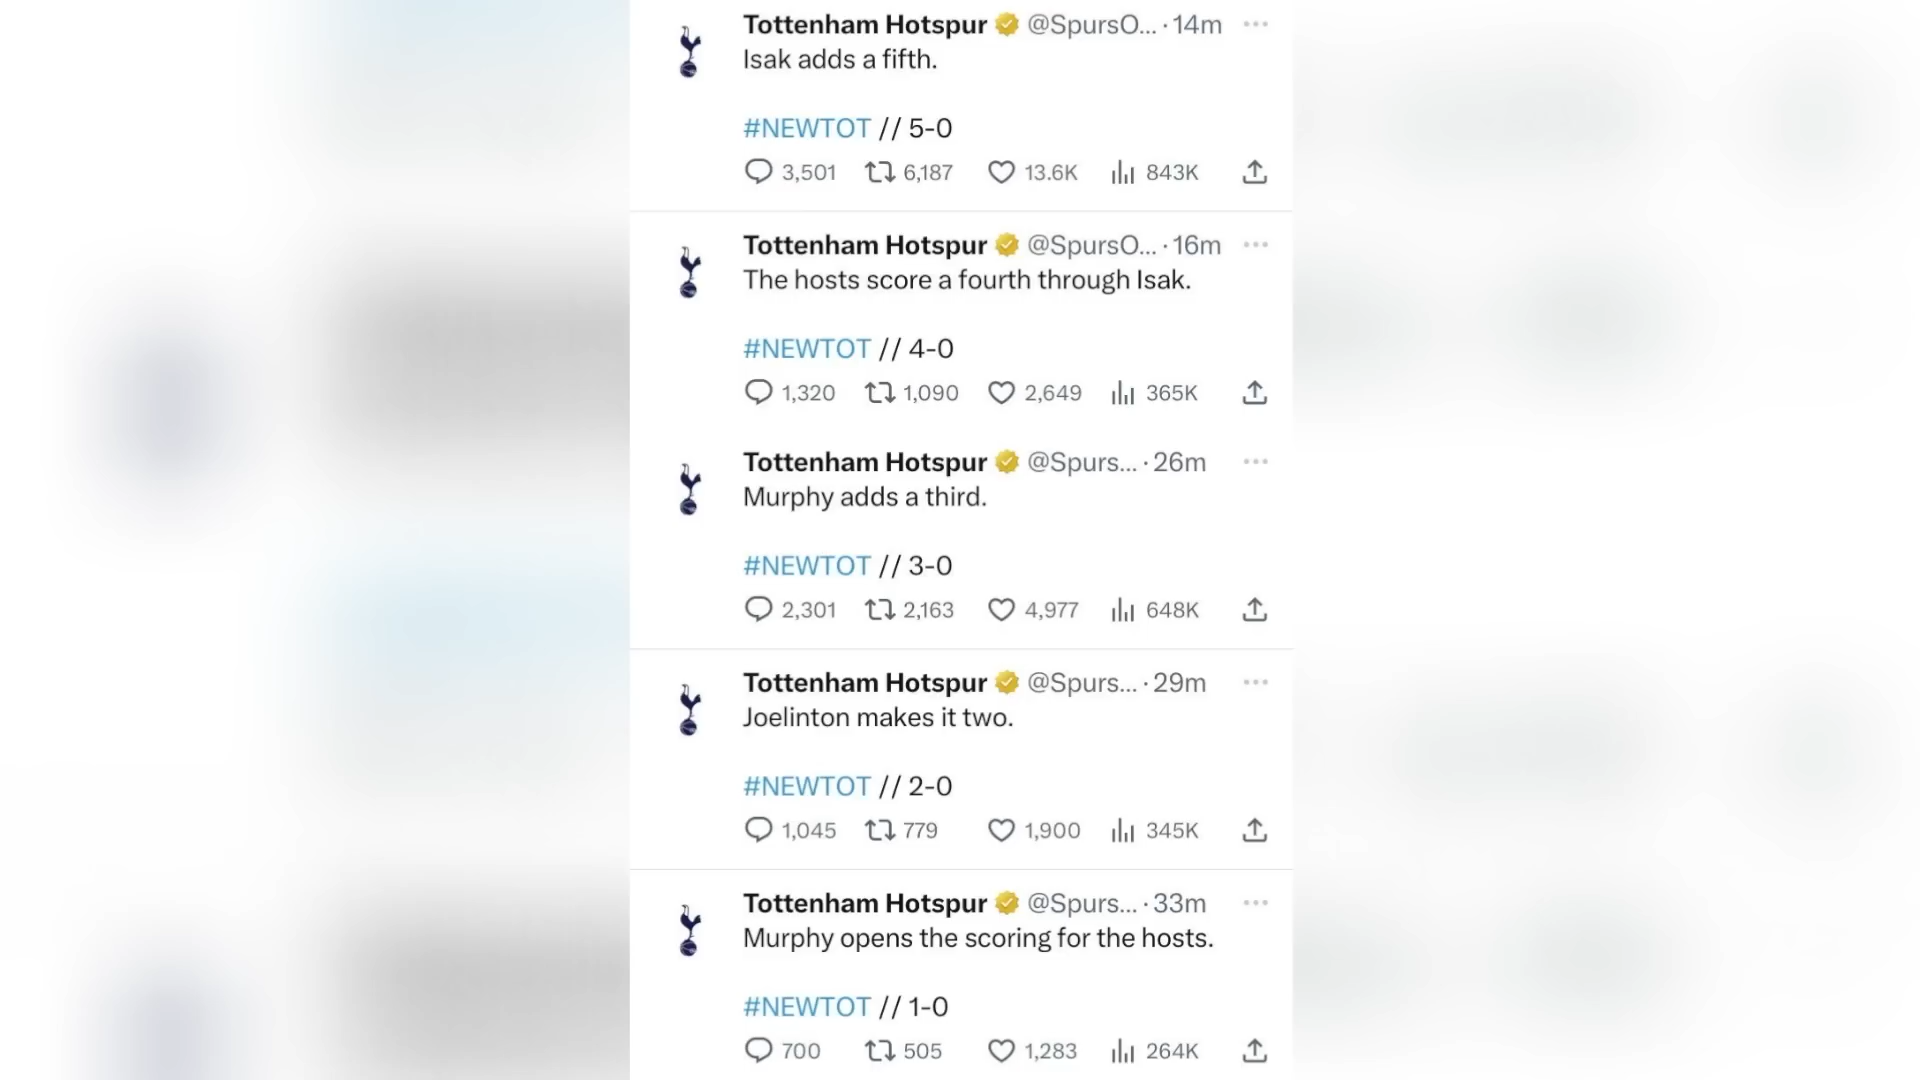 Tottenham Hotspur @SpursO... · 14m
Isak adds a fifth.
#NEWTOT // 5-0
3,501 6,187 13.6K 843K
Tottenham Hotspur @SpursO... · 16m
The hosts score a fourth through Isak.
#NEWTOT // 4-0
1,320 1,090 2,649 365K
Tottenham Hotspur @Spurs... · 26m
Murphy adds a third.
#NEWTOT // 3-0
2,301 2,163 4,977 648K
Tottenham Hotspur @Spurs... · 29m
Joelinton makes it two.
#NEWTOT // 2-0
1,045 779 1,900 345K
Tottenham Hotspur @Spurs... · 33m
Murphy opens the scoring for the hosts.
#NEWTOT // 1-0
700 505 1,283 264K